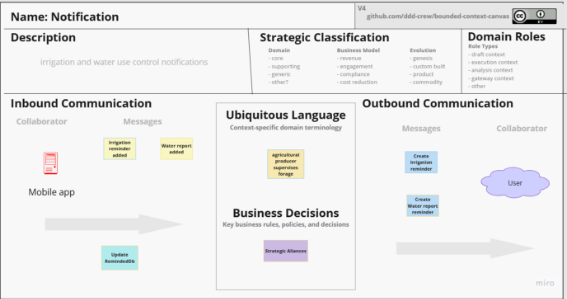 V4
Name: Notification
github.com/ddd-crew/bounded-context-canvas
Description
irrigation and water use control notifications
Strategic Classification
Domain
- core
- supporting
- generic
- other?
Business Model
- revenue
- engagement
- compliance
- cost reduction
Evolution
- genesis
- custom built
- product
- commodity
Domain Roles
Role Types
- draft context
- execution context
- analysis context
- gateway context
- other
Inbound Communication
Collaborator
Messages
Irrigation
reminder
added
Water report
added
Mobile app
Update
Ubiquitous Language
Context-specific domain terminology
agricultural
producer
supervises
forage
Business Decisions
Key business rules, policies, and decisions
Strategic Aliances
Outbound Communication
Messages
Collaborator
Create
Irrigation
reminder
Create
Water report
reminder
User
miro